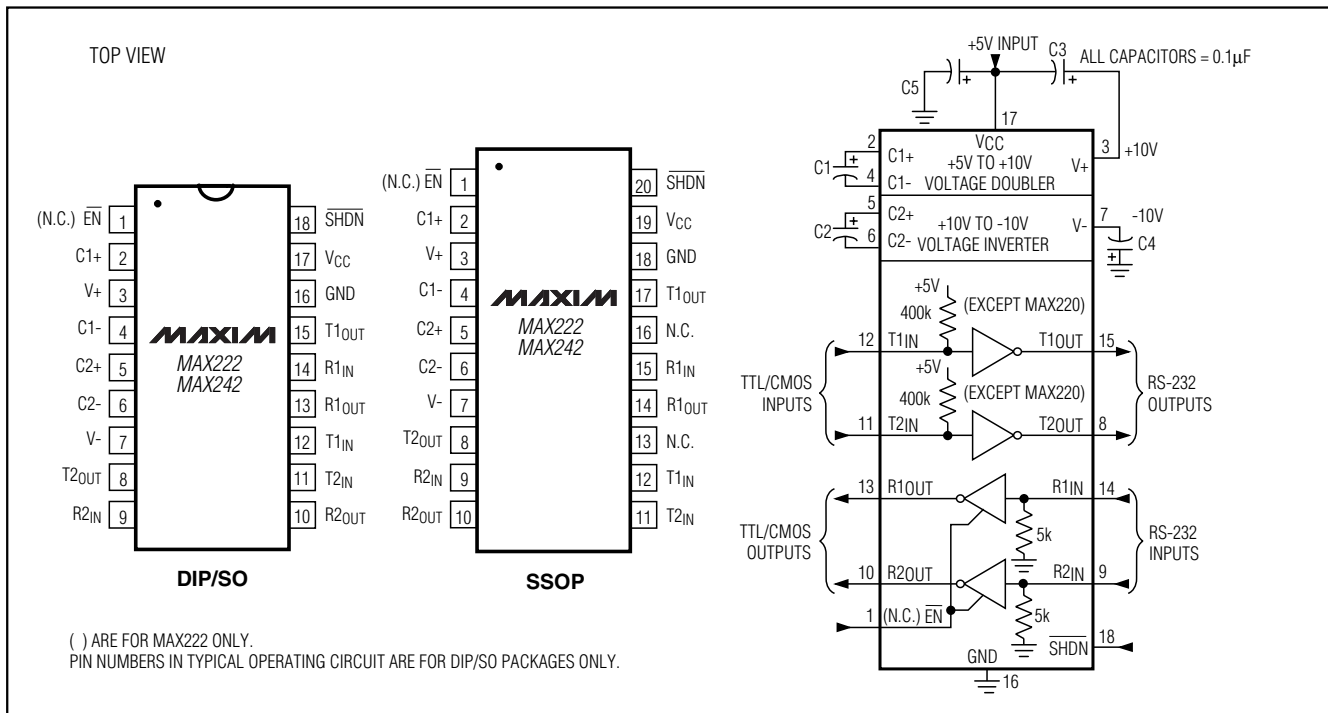 TOP VIEW
DIP/SO
(N.C.) EN 1
C1+ 2
V+ 3
C1- 4
C2+ 5
C2- 6
V- 7
T2OUT 8
R2IN 9
18 SHDN
17 VCC
16 GND
15 T1OUT
14 R1IN
13 R1OUT
12 T1IN
11 T2IN
10 R2OUT
MAXIM
MAX222
MAX242
SSOP
(N.C.) EN 1
C1+ 2
V+ 3
C1- 4
C2+ 5
C2- 6
V- 7
T2OUT 8
R2IN 9
R2OUT 10
20 SHDN
19 VCC
18 GND
17 T1OUT
16 N.C.
15 R1IN
14 R1OUT
13 N.C.
12 T1IN
11 T2IN
MAXIM
MAX222
MAX242
( ) ARE FOR MAX222 ONLY.
PIN NUMBERS IN TYPICAL OPERATING CIRCUIT ARE FOR DIP/SO PACKAGES ONLY.
+5V INPUT
C3
ALL CAPACITORS = 0.1μF
C5
17
VCC
2 C1+
C1
4 C1-
+5V TO +10V
VOLTAGE DOUBLER
V+ 3 +10V
5 C2+
C2
6 C2-
+10V TO -10V
VOLTAGE INVERTER
V- 7 -10V
C4
+5V
400k
(EXCEPT MAX220)
12 T1IN
T1OUT 15
+5V
400k
(EXCEPT MAX220)
11 T2IN
T2OUT 8
TTL/CMOS
INPUTS
RS-232
OUTPUTS
13 R1OUT
R1IN 14
5k
10 R2OUT
R2IN 9
5k
TTL/CMOS
OUTPUTS
RS-232
INPUTS
1 (N.C.) EN
SHDN 18
GND
16